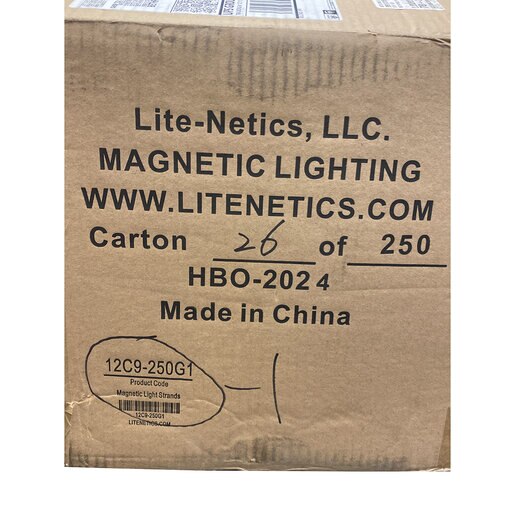 Lite-Netics, LLC.
MAGNETIC LIGHTING
WWW.LITENETICS.COM
Carton 26 of 250
HBO-2024
Made in China
12C9-250G1 -1
Product Code
Magnetic Light Strands
12C9-250G1
LITENETICS.COM